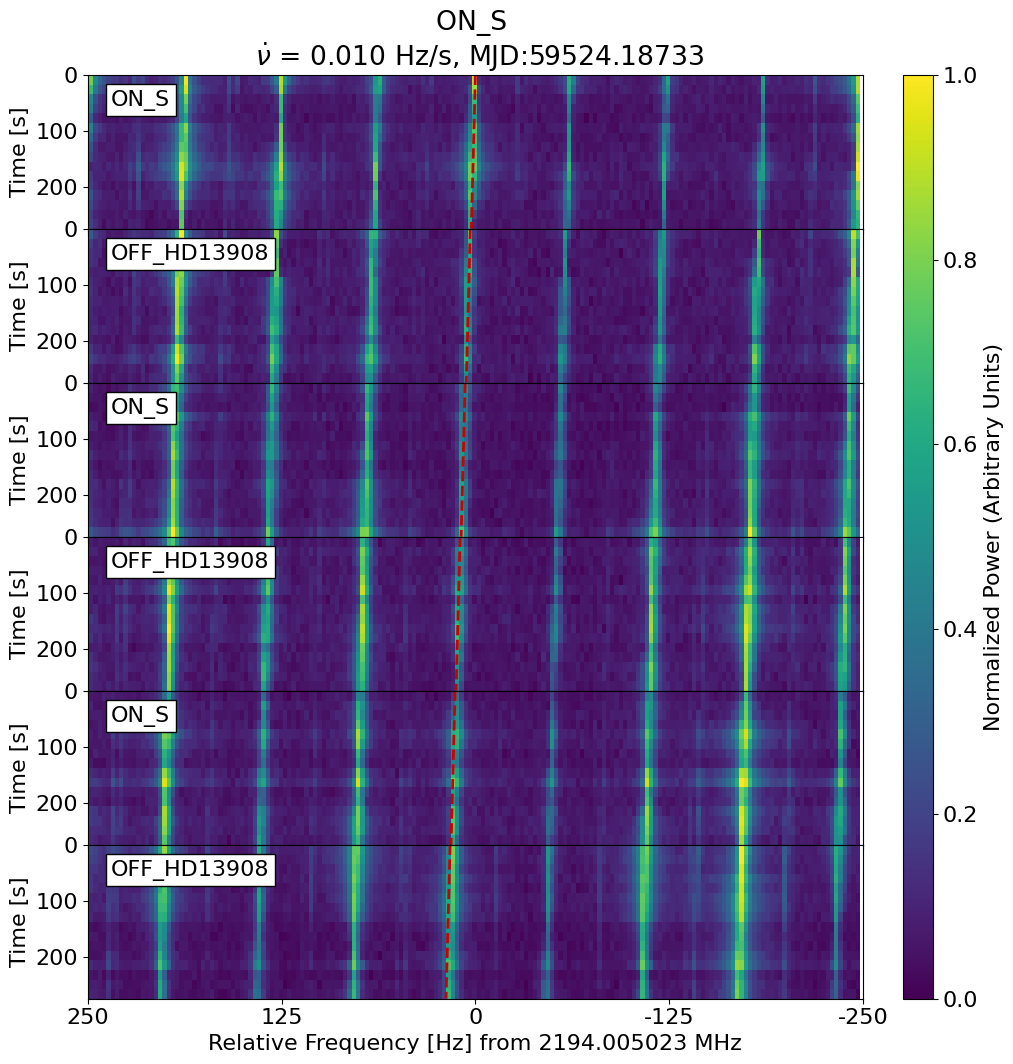 ON_S
ν̇ = 0.010 Hz/s, MJD:59524.18733
0
100
200
Time [s]
ON_S
0
100
200
Time [s]
OFF_HD13908
0
100
200
Time [s]
ON_S
0
100
200
Time [s]
OFF_HD13908
0
100
200
Time [s]
ON_S
0
100
200
Time [s]
OFF_HD13908
250 125 0 -125 -250
Relative Frequency [Hz] from 2194.005023 MHz
1.0
0.8
0.6
0.4
0.2
0.0
Normalized Power (Arbitrary Units)